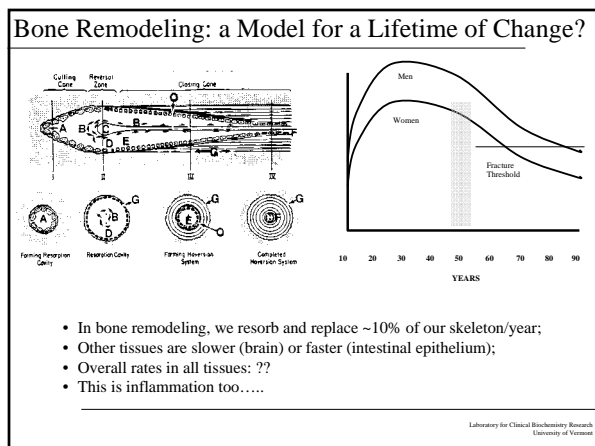 Bone Remodeling: a Model for a Lifetime of Change?
Cutting Cone
Reversal Zone
Closing Cone
A
B
C
D
E
B
O
G
I
II
III
IV
A
Forming Resorption Cavity
B
D
G
Resorption Cavity
E
G
O
Forming Haversion System
G
Completed Haversion System
Men
Women
Fracture
Threshold
10 20 30 40 50 60 70 80 90
YEARS
• In bone remodeling, we resorb and replace ~10% of our skeleton/year;
• Other tissues are slower (brain) or faster (intestinal epithelium);
• Overall rates in all tissues: ??
• This is inflammation too…..
Laboratory for Clinical Biochemistry Research
University of Vermont